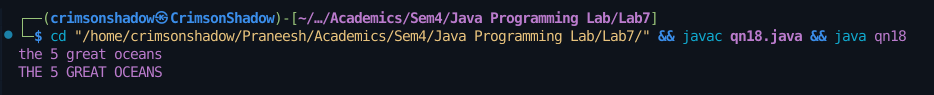 ┌──(crimsonshadow㉿CrimsonShadow)-[~/…/Academics/Sem4/Java Programming Lab/Lab7]
└─$ cd "/home/crimsonshadow/Praneesh/Academics/Sem4/Java Programming Lab/Lab7/" && javac qn18.java && java qn18
the 5 great oceans
THE 5 GREAT OCEANS